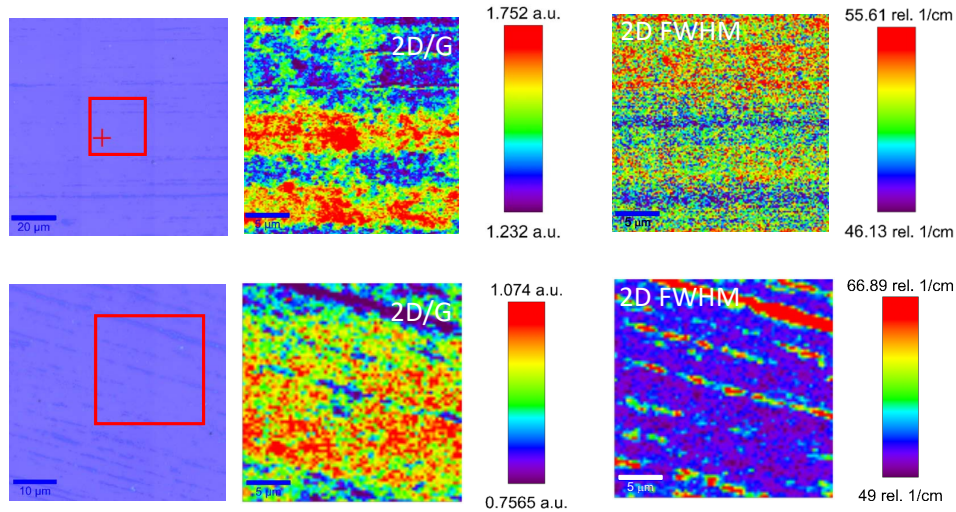 1.752 a.u.
55.61 rel. 1/cm
2D/G
2D FWHM
20 µm
5 µm
5 µm
1.232 a.u.
46.13 rel. 1/cm
1.074 a.u.
66.89 rel. 1/cm
2D/G
2D FWHM
10 µm
5 µm
5 µm
0.7565 a.u.
49 rel. 1/cm